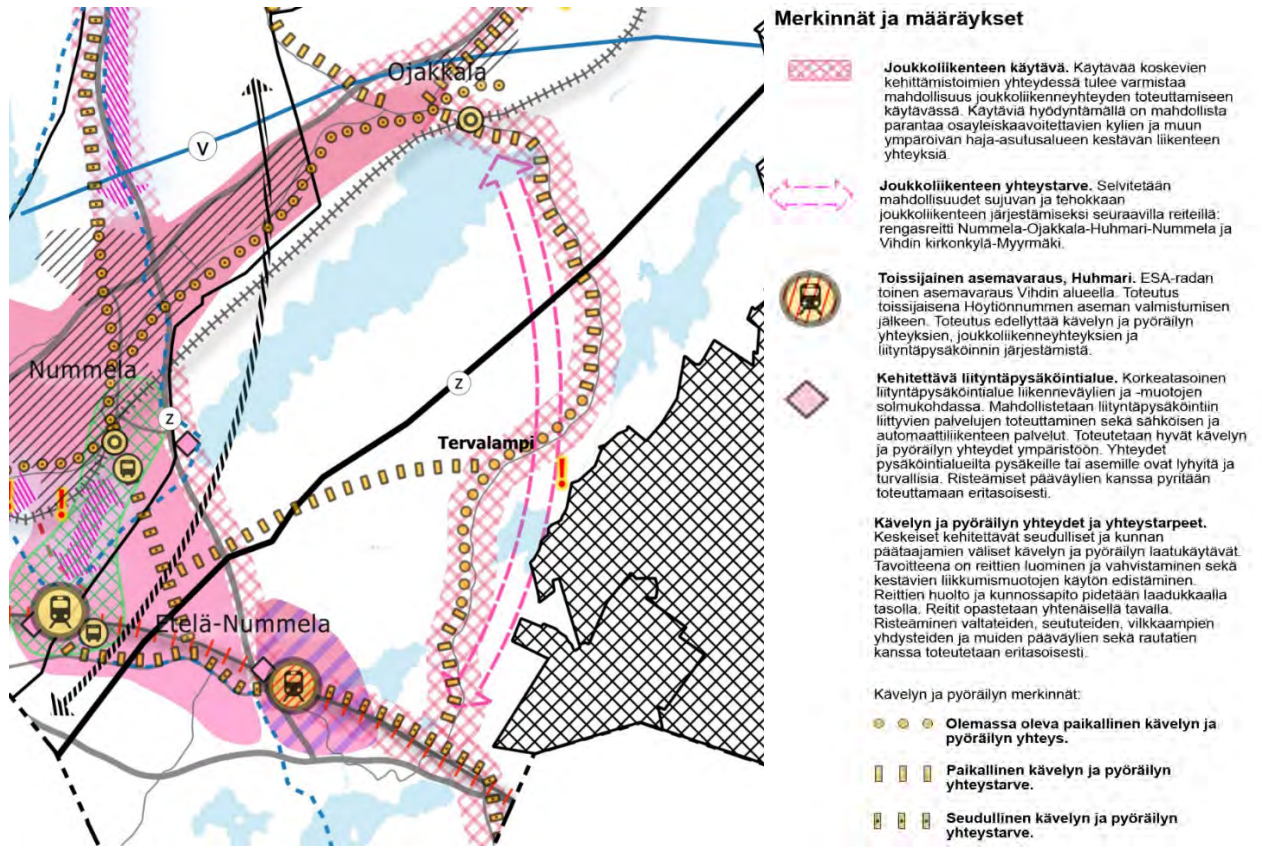 Ojakkala
V
Nummela
Z
Z
Tervalampi
!
!
!
Etelä-Nummela
Merkinnät ja määräykset
Joukkoliikenteen käytävä. Käytävää koskevien
kehittämistoimien yhteydessä tulee varmistaa
mahdollisuus joukkoliikenneyhteyden toteuttamiseen
käytävässä. Käytäviä hyödyntämällä on mahdollista
parantaa osayleiskaavoitettavien kylien ja muun
ympäröivän haja-asutusalueen kestävän liikenteen
yhteyksiä.
Joukkoliikenteen yhteystarve. Selvitetään
mahdollisuudet sujuvan ja tehokkaan
joukkoliikenteen järjestämiseksi seuraavilla reiteillä:
rengasreitti Nummela-Ojakkala-Huhmari-Nummela ja
Vihdin kirkonkylä-Myyrmäki.
Toissijainen asemavaraus, Huhmari. ESA-radan
toinen asemavaraus Vihdin alueella. Toteutus
toissijaisena Höytiönnummen aseman valmistumisen
jälkeen. Toteutus edellyttää kävelyn ja pyöräilyn
yhteyksien, joukkoliikenneyhteyksien ja
liityntäpysäköinnin järjestämistä.
Kehitettävä liityntäpysäköintialue. Korkeatasoinen
liityntäpysäköintialue liikenneväylien ja -muotojen
solmukohdassa. Mahdollistetaan liityntäpysäköintiin
liittyvien palvelujen toteuttaminen sekä sähköisen ja
automaattiliikenteen palvelut. Toteutetaan hyvät kävelyn
ja pyöräilyn yhteydet ympäristöön. Yhteydet
pysäköintialueilta pysäkeille tai asemille ovat lyhyitä ja
turvallisia. Risteämiset pääväylien kanssa pyritään
toteuttamaan eritasoisesti.
Kävelyn ja pyöräilyn yhteydet ja yhteystarpeet.
Keskeiset kehitettävät seudulliset ja kunnan
päätaajamien väliset kävelyn ja pyöräilyn laatukäytävät.
Tavoitteena on reittien luominen ja vahvistaminen sekä
kestävien liikkumismuotojen käytön edistäminen.
Reittien huolto ja kunnossapito pidetään laadukkaalla
tasolla. Reitit opastetaan yhtenäisellä tavalla.
Risteäminen valtateiden, seututeiden, vilkkaampien
yhdysteiden ja muiden pääväylien sekä rautatien
kanssa toteutetaan eritasoisesti.
Kävelyn ja pyöräilyn merkinnät:
Olemassa oleva paikallinen kävelyn ja
pyöräilyn yhteys.
Paikallinen kävelyn ja pyöräilyn
yhteystarve.
Seudullinen kävelyn ja pyöräilyn
yhteystarve.